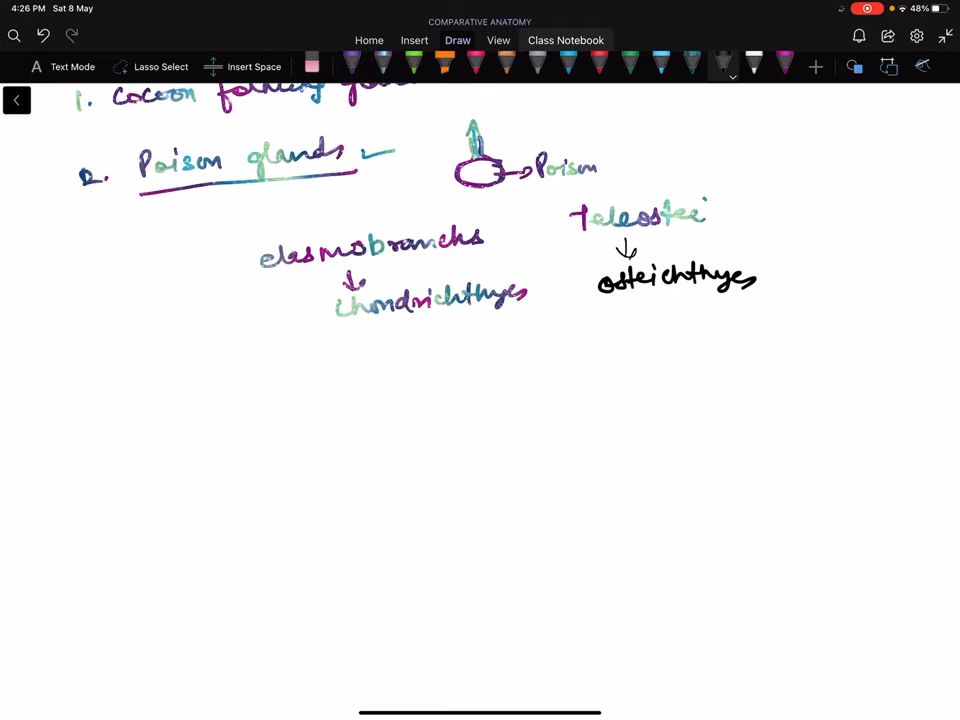 4:26 PM Sat 8 May 48%
COMPARATIVE ANATOMY
Home Insert Draw View Class Notebook
A Text Mode Lasso Select Insert Space
1. Cocoon forming
2. Poison glands
Poison
elasmobranchs
chondrichthyes
teleostei
osteichthyes